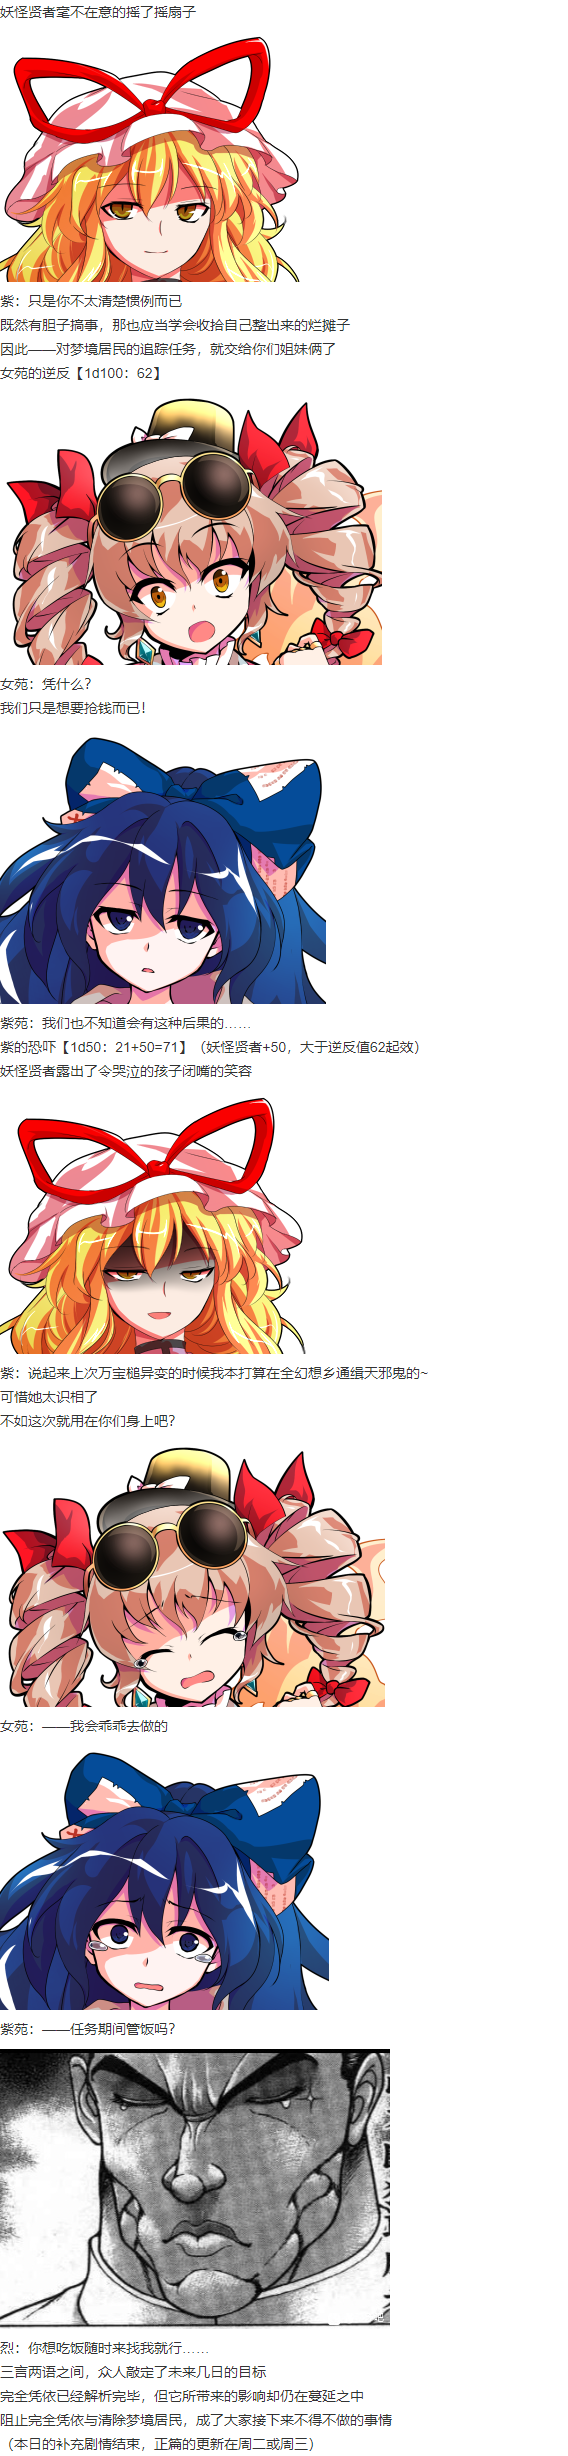 妖怪贤者毫不在意的摇了摇扇子
紫：只是你不太清楚惯例而已
既然有胆子搞事，那也应当学会收拾自己整出来的烂摊子
因此——对梦境居民的追踪任务，就交给你们姐妹俩了
女苑的逆反【1d100：62】
女苑：凭什么？
我们只是想要抢钱而已！
紫苑：我们也不知道会有这种后果的……
紫的恐吓【1d50：21+50=71】（妖怪贤者+50，大于逆反值62起效）
妖怪贤者露出了令哭泣的孩子闭嘴的笑容
紫：说起来上次万宝槌异变的时候我本打算在全幻想乡通缉天邪鬼的~
可惜她太识相了
不如这次就用在你们身上吧？
女苑：——我会乖乖去做的
紫苑：——任务期间管饭吗？
烈：你想吃饭随时来找我就行……
三言两语之间，众人敲定了未来几日的目标
完全凭依已经解析完毕，但它所带来的影响却仍在蔓延之中
阻止完全凭依与清除梦境居民，成了大家接下来不得不做的事情
（本日的补充剧情结束，正篇的更新在周二或周三）